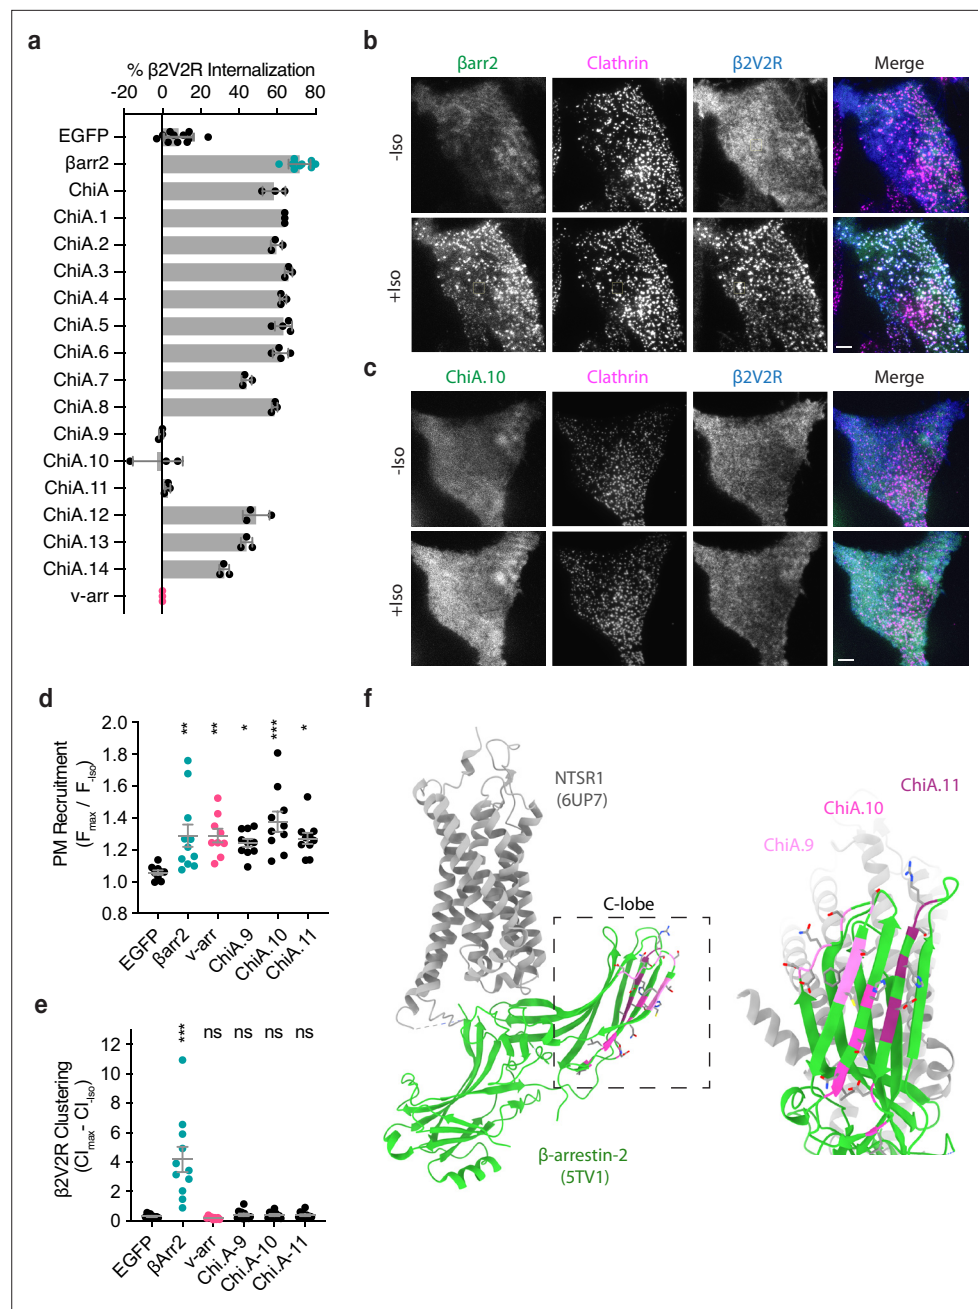 a
% β2V2R Internalization
-20 0 20 40 60 80
EGFP
βarr2
ChiA
ChiA.1
ChiA.2
ChiA.3
ChiA.4
ChiA.5
ChiA.6
ChiA.7
ChiA.8
ChiA.9
ChiA.10
ChiA.11
ChiA.12
ChiA.13
ChiA.14
v-arr
b
βarr2 Clathrin β2V2R Merge
-Iso
+Iso
c
ChiA.10 Clathrin β2V2R Merge
-Iso
+Iso
d
PM Recruitment
(Fmax / F-Iso)
2.0
1.8
1.6
1.4
1.2
1.0
0.8
** ** * *** *
EGFP βarr2 v-arr ChiA.9 ChiA.10 ChiA.11
e
β2V2R Clustering
(CImax - CI-Iso)
12
10
8
6
4
2
0
*** ns ns ns ns
EGFP βArr2 v-arr Chi.A-9 Chi.A-10 Chi.A-11
f
NTSR1
(6UP7)
C-lobe
β-arrestin-2
(5TV1)
ChiA.11
ChiA.10
ChiA.9